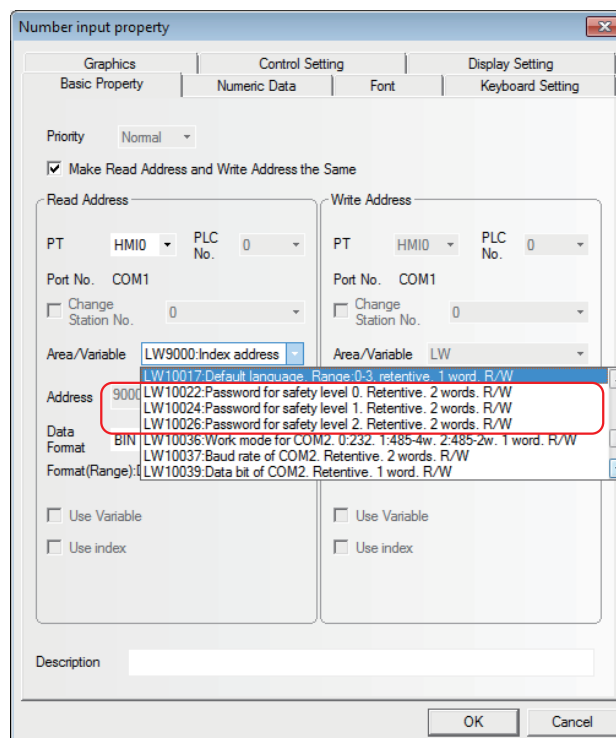 Number input property
Graphics Control Setting Display Setting
Basic Property Numeric Data Font Keyboard Setting
Priority Normal
Make Read Address and Write Address the Same
Read Address Write Address
PT HMI0 PLC No. 0 PT HMI0 PLC No. 0
Port No. COM1 Port No. COM1
Change Station No. 0 Change Station No. 0
Area/Variable LW9000:Index address Area/Variable LW
LW10017:Default language. Range:0-3. retentive. 1 word. R/W
Address 9000 LW10022:Password for safety level 0. Retentive. 2 words. R/W
LW10024:Password for safety level 1. Retentive. 2 words. R/W
LW10026:Password for safety level 2. Retentive. 2 words. R/W
Data Format BIN LW10036:Work mode for COM2. 0:232. 1:485-4w. 2:485-2w. 1 word. R/W
LW10037:Baud rate of COM2. Retentive. 2 words. R/W
Format(Range): LW10039:Data bit of COM2. Retentive. 1 word. R/W
Use Variable Use Variable
Use index Use index
Description
OK Cancel